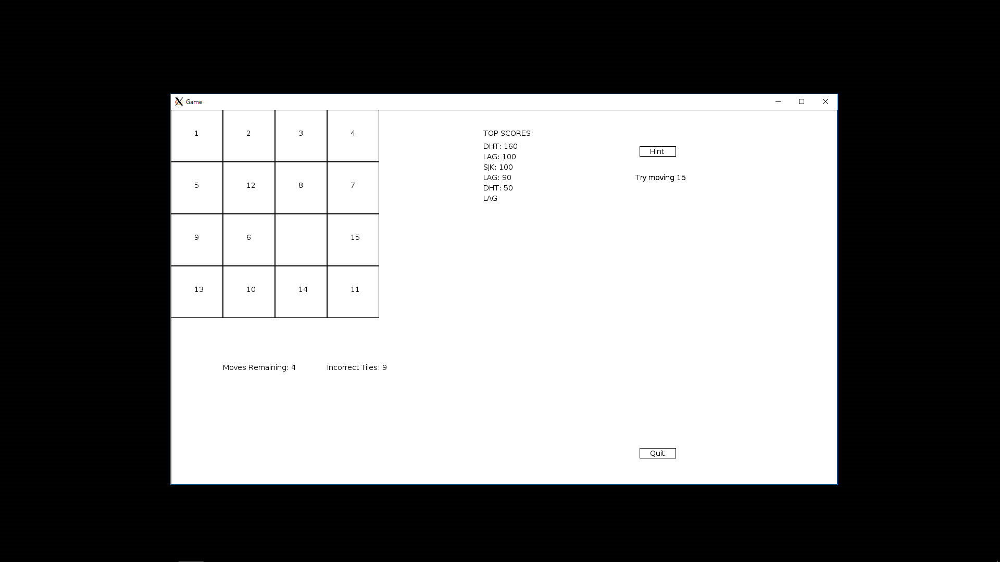 Game
1 2 3 4
5 12 8 7
9 6 15
13 10 14 11
Moves Remaining: 4 Incorrect Tiles: 9
TOP SCORES:
DHT: 160
LAG: 100
SJK: 100
LAG: 90
DHT: 50
LAG
Hint
Try moving 15
Quit